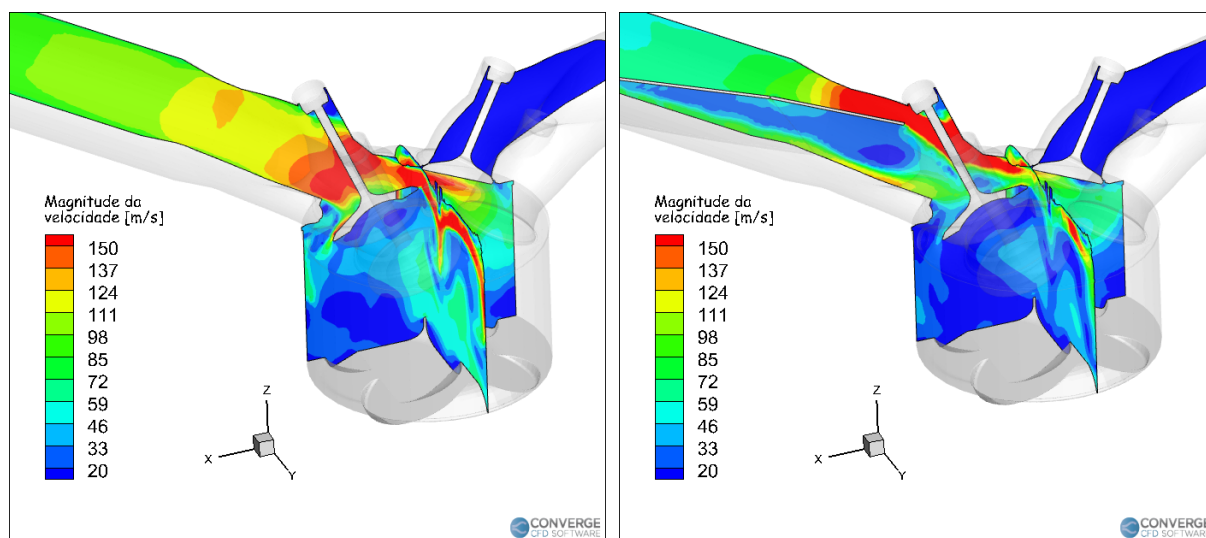 Magnitude da
velocidade [m/s]
150
137
124
111
98
85
72
59
46
33
20
Z
X
Y
CONVERGE
CFD SOFTWARE
Magnitude da
velocidade [m/s]
150
137
124
111
98
85
72
59
46
33
20
Z
X
Y
CONVERGE
CFD SOFTWARE